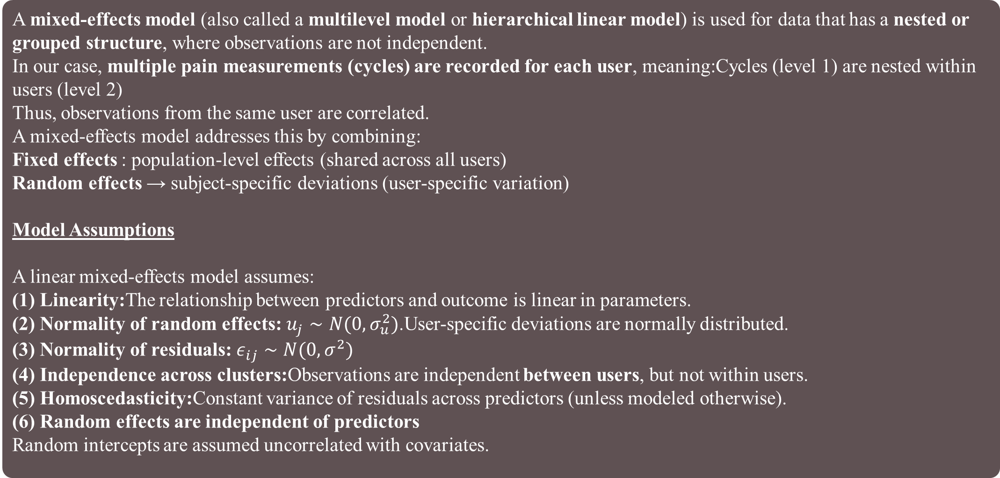 A mixed-effects model (also called a multilevel model or hierarchical linear model) is used for data that has a nested or
grouped structure, where observations are not independent.
In our case, multiple pain measurements (cycles) are recorded for each user, meaning:Cycles (level 1) are nested within
users (level 2)
Thus, observations from the same user are correlated.
A mixed-effects model addresses this by combining:
Fixed effects : population-level effects (shared across all users)
Random effects → subject-specific deviations (user-specific variation)
Model Assumptions
A linear mixed-effects model assumes:
(1) Linearity:The relationship between predictors and outcome is linear in parameters.
(2) Normality of random effects: $u_j \sim N(0, \sigma_u^2)$.User-specific deviations are normally distributed.
(3) Normality of residuals: $\epsilon_{ij} \sim N(0, \sigma^2)$
(4) Independence across clusters:Observations are independent between users, but not within users.
(5) Homoscedasticity:Constant variance of residuals across predictors (unless modeled otherwise).
(6) Random effects are independent of predictors
Random intercepts are assumed uncorrelated with covariates.